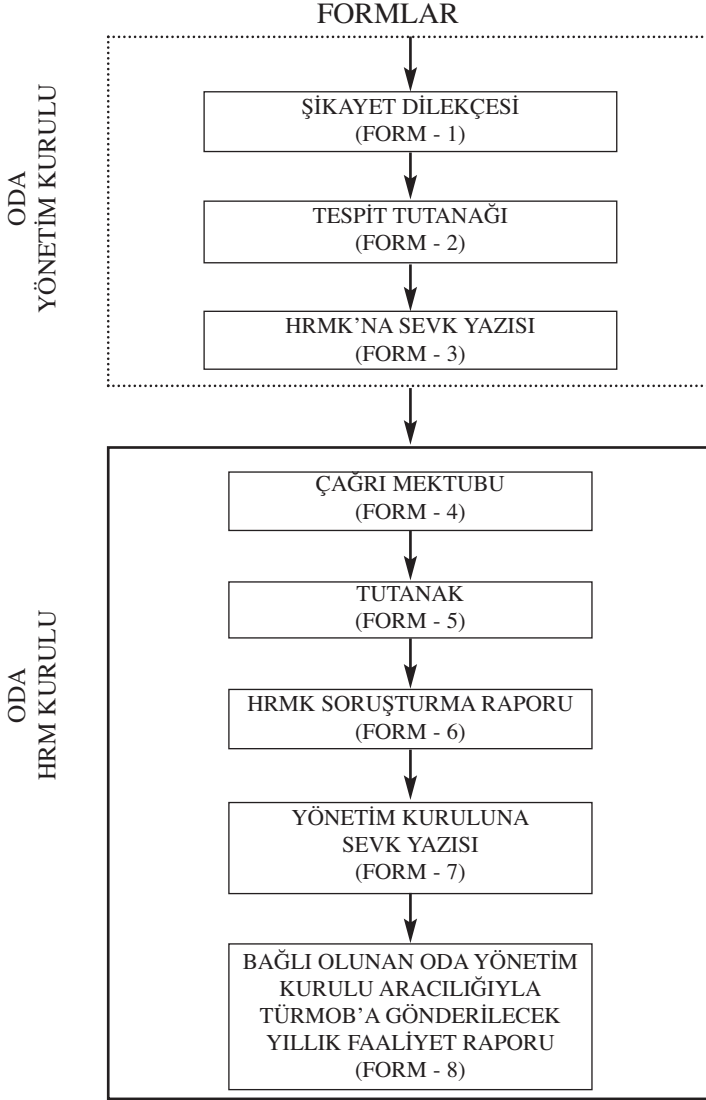 FORMLAR
ODA
YÖNETİM KURULU
ŞİKAYET DİLEKÇESİ
(FORM - 1)
TESPİT TUTANAĞI
(FORM - 2)
HRMK’NA SEVK YAZISI
(FORM - 3)
ODA
HRM KURULU
ÇAĞRI MEKTUBU
(FORM - 4)
TUTANAK
(FORM - 5)
HRMK SORUŞTURMA RAPORU
(FORM - 6)
YÖNETİM KURULUNA
SEVK YAZISI
(FORM - 7)
BAĞLI OLUNAN ODA YÖNETİM
KURULU ARACILIĞIYLA
TÜRMOB’A GÖNDERİLECEK
YILLIK FAALİYET RAPORU
(FORM - 8)